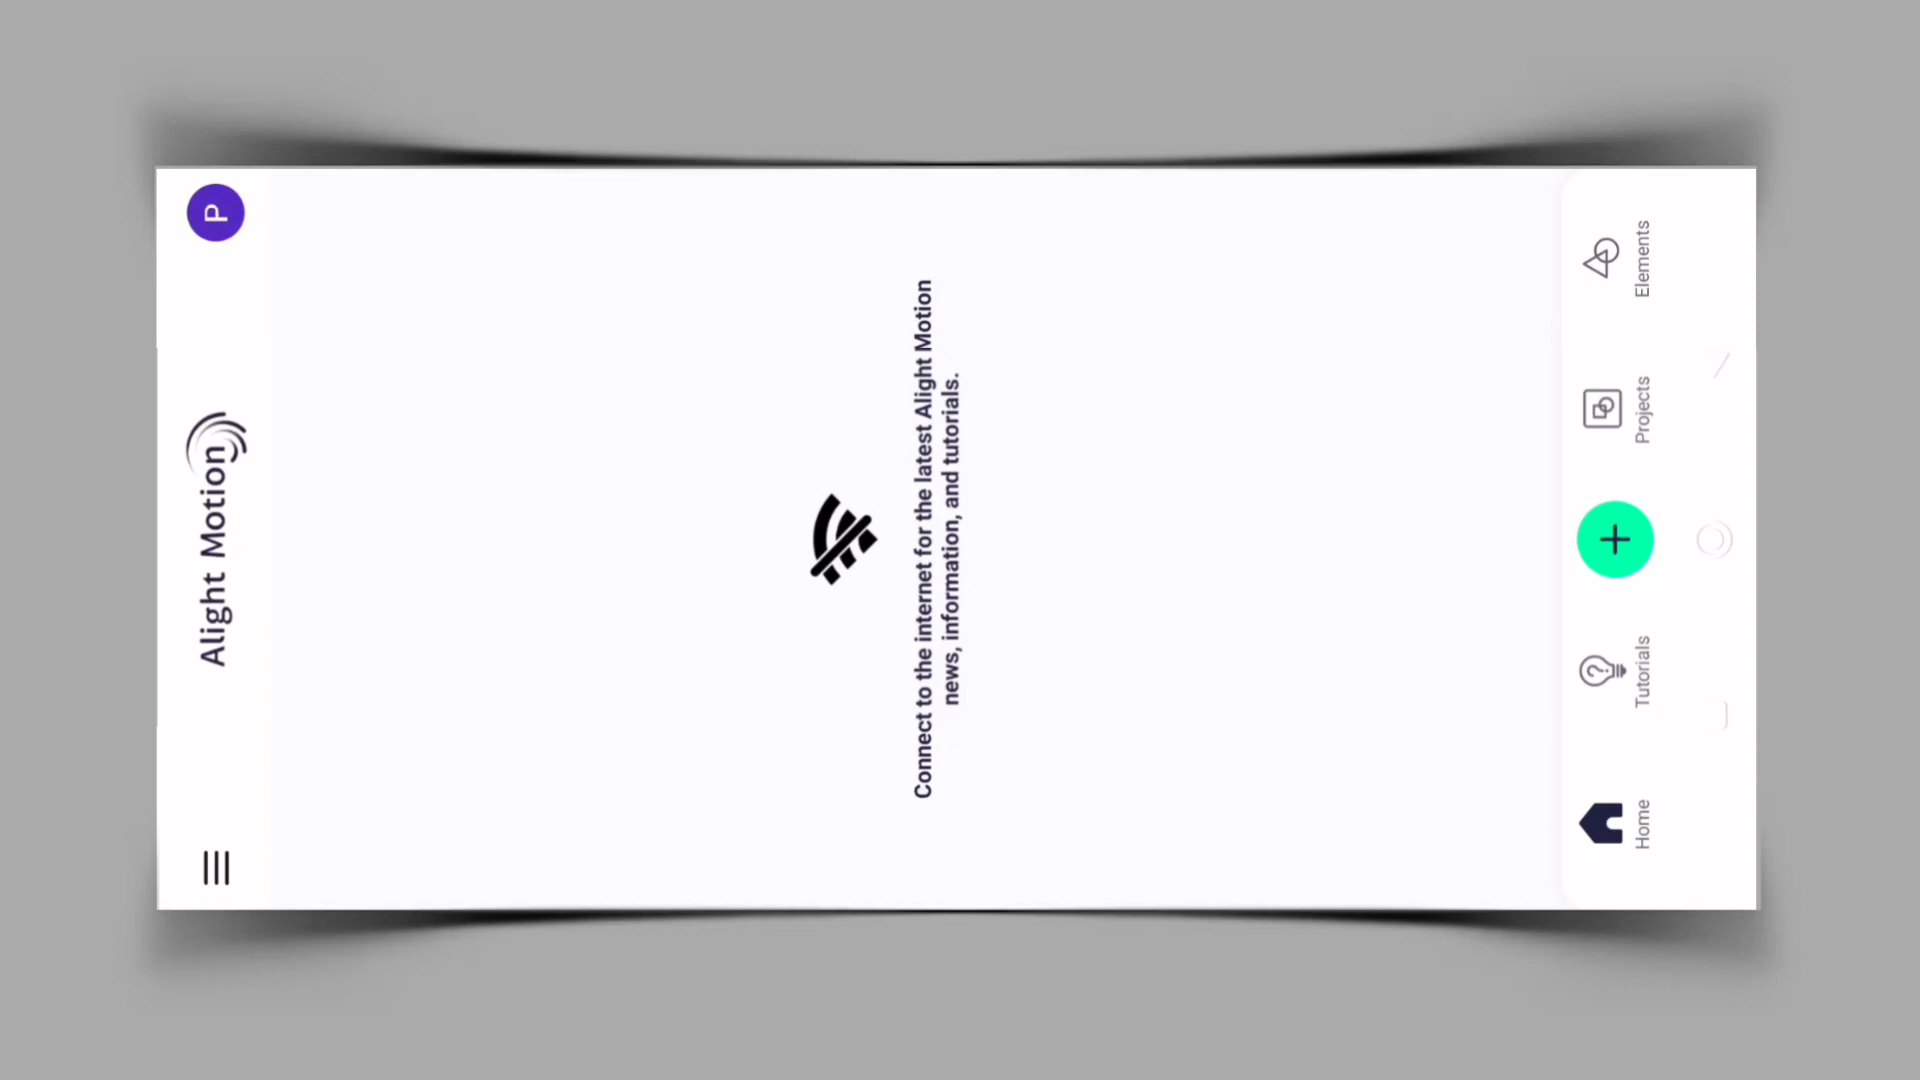 Alight Motion
P
Connect to the internet for the latest Alight Motion
news, information, and tutorials.
Home
Tutorials
Projects
Elements